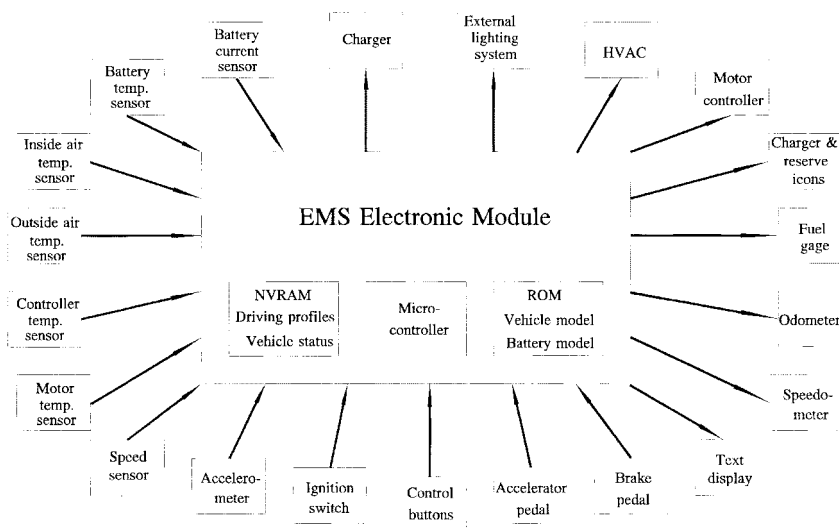 Battery
current
sensor
Charger
External
lighting
system
HVAC
Battery
temp.
sensor
Motor
controller
Inside air
temp.
sensor
Charger &
reserve
icons
EMS Electronic Module
Outside air
temp.
sensor
Fuel
gage
NVRAM
Driving profiles
Vehicle status
Micro-
controller
ROM
Vehicle model
Battery model
Controller
temp.
sensor
Odometer
Motor
temp.
sensor
Speedo-
meter
Speed
sensor
Accelero-
meter
Ignition
switch
Control
buttons
Accelerator
pedal
Brake
pedal
Text
display